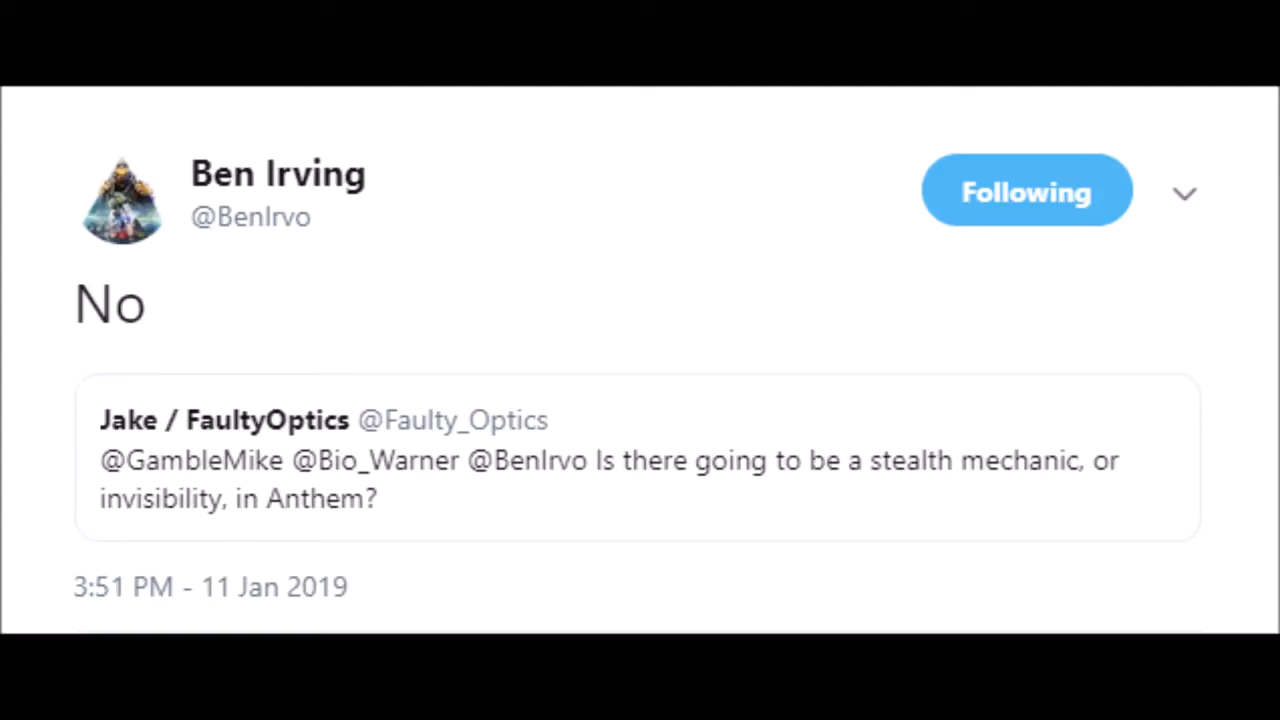 Ben Irving
@BenIrvo
Following
No
Jake / FaultyOptics @Faulty_Optics
@GambleMike @Bio_Warner @BenIrvo Is there going to be a stealth mechanic, or
invisibility, in Anthem?
3:51 PM - 11 Jan 2019